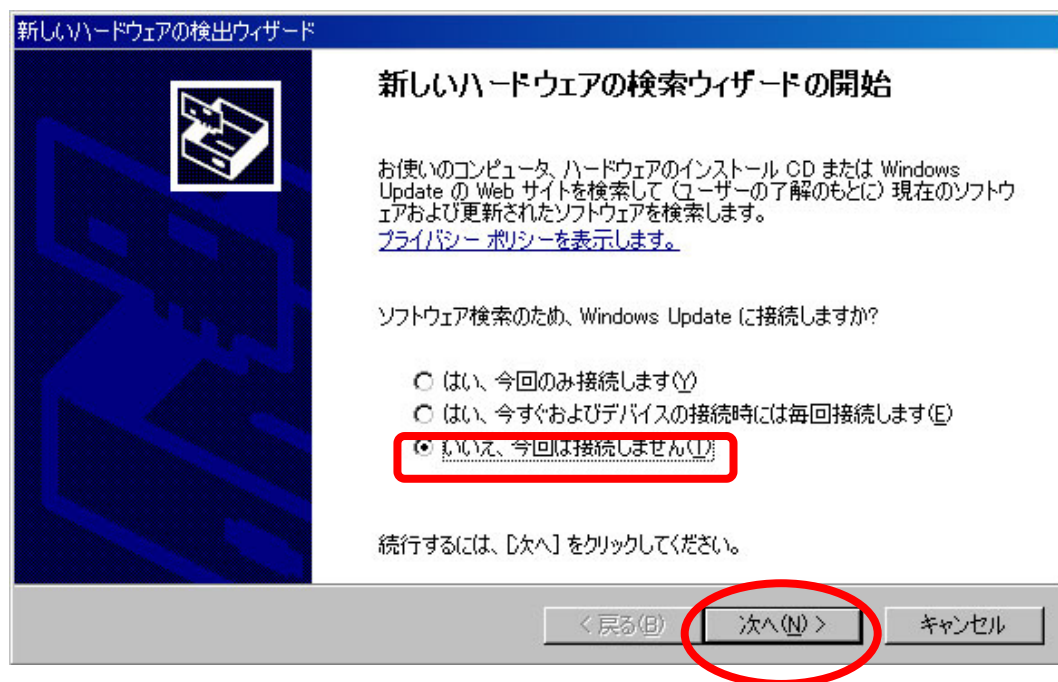 新しいハードウェアの検出ウィザード
新しいハードウェアの検索ウィザードの開始
お使いのコンピュータ、ハードウェアのインストール CD または Windows
Update の Web サイトを検索して (ユーザーの了解のもとに) 現在のソフトウ
ェアおよび更新されたソフトウェアを検索します。
プライバシー ポリシーを表示します。
ソフトウェア検索のため、Windows Update に接続しますか?
はい、今回のみ接続します(Y)
はい、今すぐおよびデバイスの接続時には毎回接続します(E)
いいえ、今回は接続しません(T)
続行するには、[次へ] をクリックしてください。
< 戻る(B) 次へ(N) > キャンセル